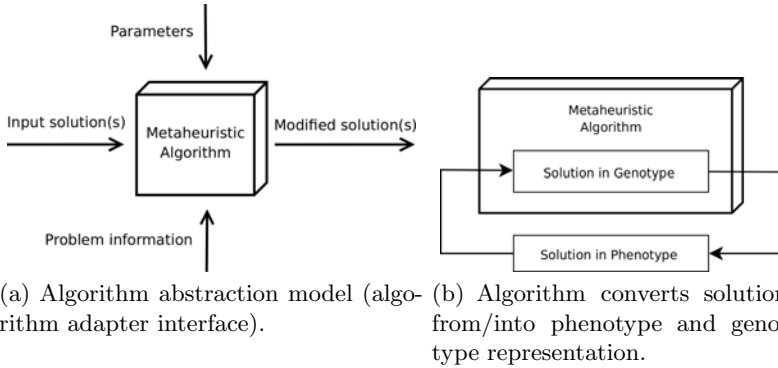 Parameters
Input solution(s)
Metaheuristic
Algorithm
Modified solution(s)
Problem information
(a) Algorithm abstraction model (algo-
rithm adapter interface).
Metaheuristic
Algorithm
Solution in Genotype
Solution in Phenotype
(b) Algorithm converts solution
from/into phenotype and geno-
type representation.